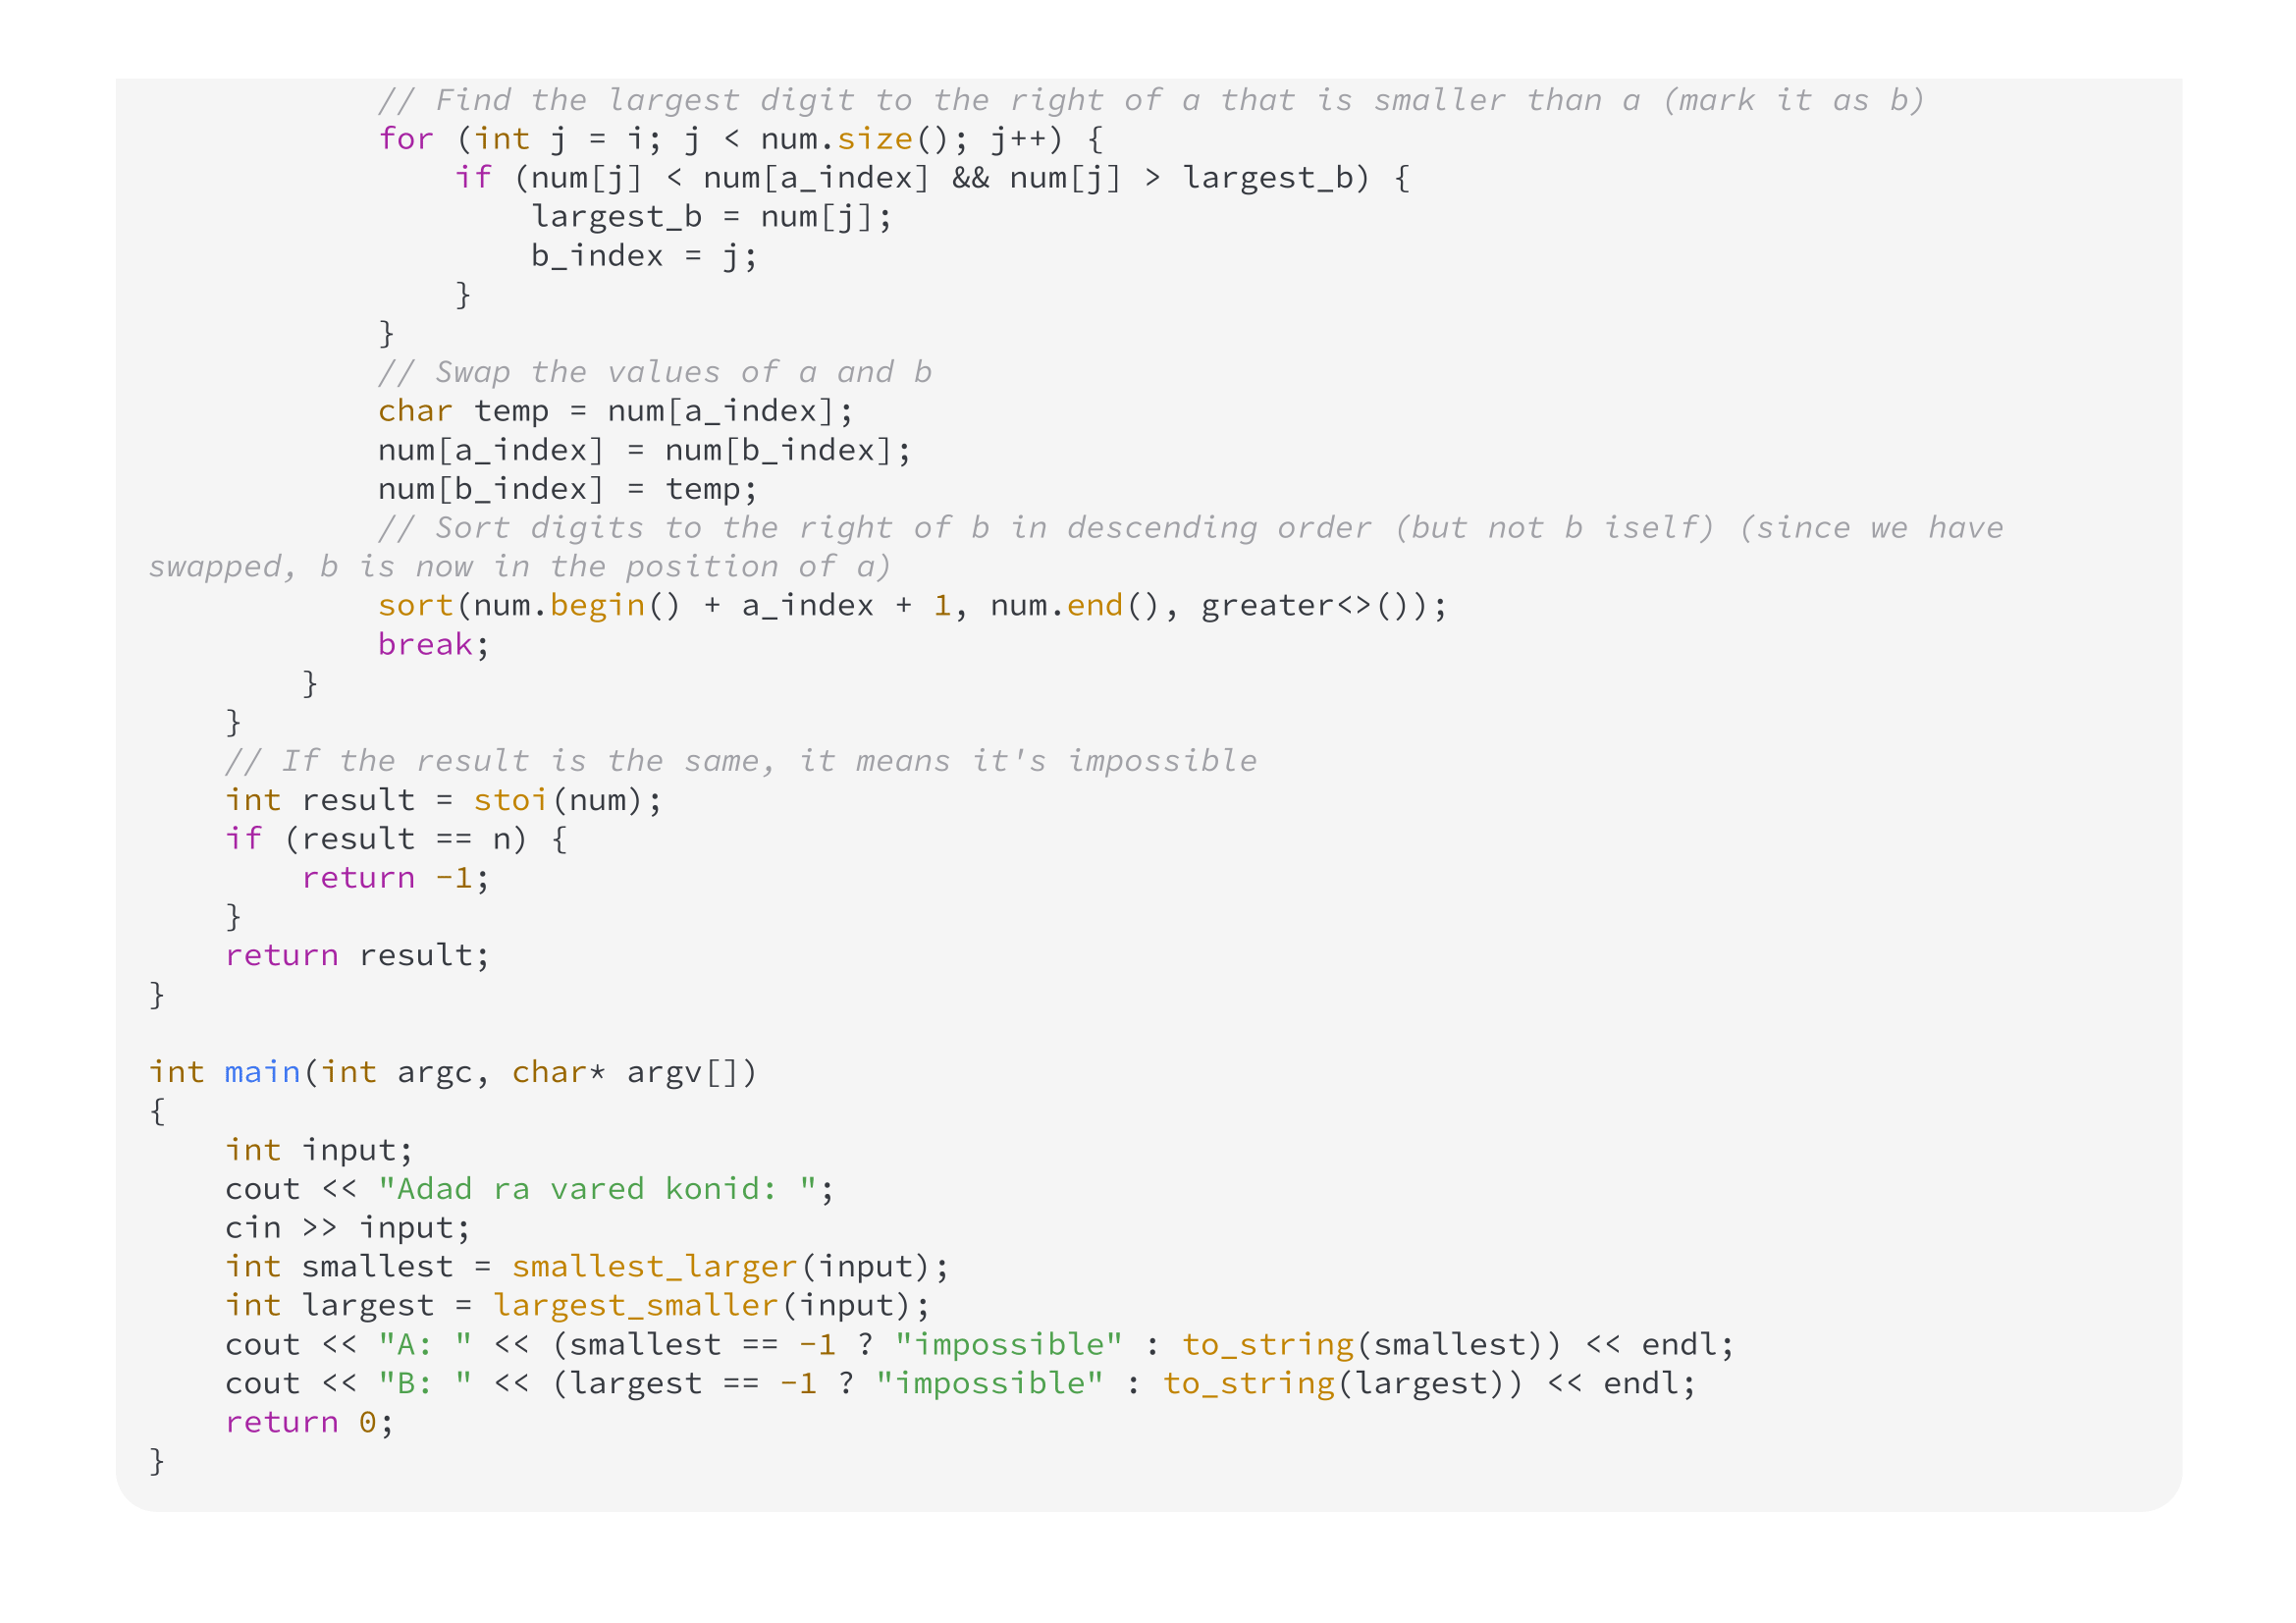 // Find the largest digit to the right of a that is smaller than a (mark it as b)
            for (int j = i; j < num.size(); j++) {
                if (num[j] < num[a_index] && num[j] > largest_b) {
                    largest_b = num[j];
                    b_index = j;
                }
            }
            // Swap the values of a and b
            char temp = num[a_index];
            num[a_index] = num[b_index];
            num[b_index] = temp;
            // Sort digits to the right of b in descending order (but not b iself) (since we have
swapped, b is now in the position of a)
            sort(num.begin() + a_index + 1, num.end(), greater<>());
            break;
        }
    }
    // If the result is the same, it means it's impossible
    int result = stoi(num);
    if (result == n) {
        return -1;
    }
    return result;
}

int main(int argc, char* argv[])
{
    int input;
    cout << "Adad ra vared konid: ";
    cin >> input;
    int smallest = smallest_larger(input);
    int largest = largest_smaller(input);
    cout << "A: " << (smallest == -1 ? "impossible" : to_string(smallest)) << endl;
    cout << "B: " << (largest == -1 ? "impossible" : to_string(largest)) << endl;
    return 0;
}